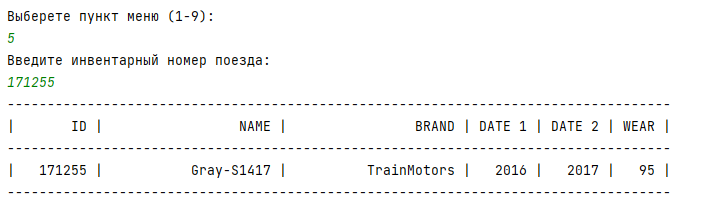 Выберете пункт меню (1-9):
5
Введите инвентарный номер поезда:
171255
-----------------------------------------------------------------------------------
|       ID |                 NAME |                BRAND | DATE 1 | DATE 2 | WEAR |
-----------------------------------------------------------------------------------
|   171255 |           Gray-S1417 |          TrainMotors |   2016 |   2017 |   95 |
-----------------------------------------------------------------------------------